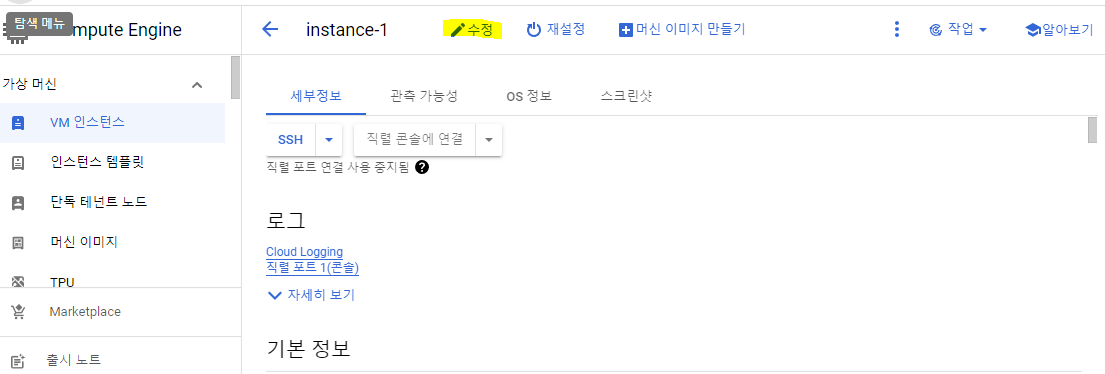 탐색 메뉴
mpute Engine
instance-1
수정
재설정
머신 이미지 만들기
작업
알아보기
가상 머신
VM 인스턴스
인스턴스 템플릿
단독 테넌트 노드
머신 이미지
TPU
Marketplace
출시 노트
세부정보
관측 가능성
OS 정보
스크린샷
SSH
직렬 콘솔에 연결
직렬 포트 연결 사용 중지됨
로그
Cloud Logging
직렬 포트 1(콘솔)
자세히 보기
기본 정보